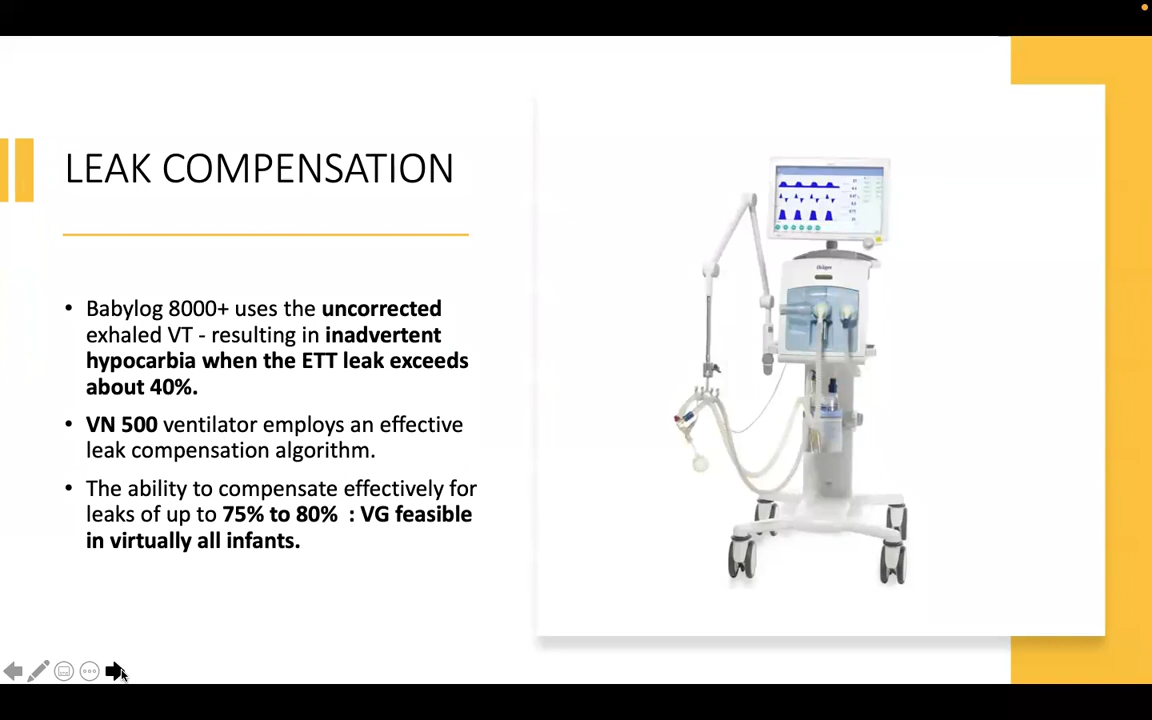 LEAK COMPENSATION
• Babylog 8000+ uses the uncorrected
exhaled VT - resulting in inadvertent
hypocarbia when the ETT leak exceeds
about 40%.
• VN 500 ventilator employs an effective
leak compensation algorithm.
• The ability to compensate effectively for
leaks of up to 75% to 80%  : VG feasible
in virtually all infants.
Dräger